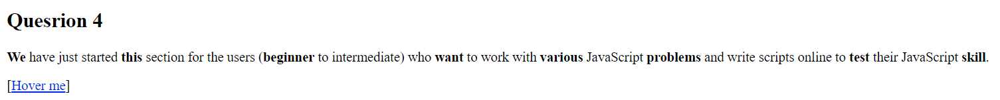 Quesrion 4
We have just started this section for the users (beginner to intermediate) who want to work with various JavaScript problems and write scripts online to test their JavaScript skill.
[Hover me]